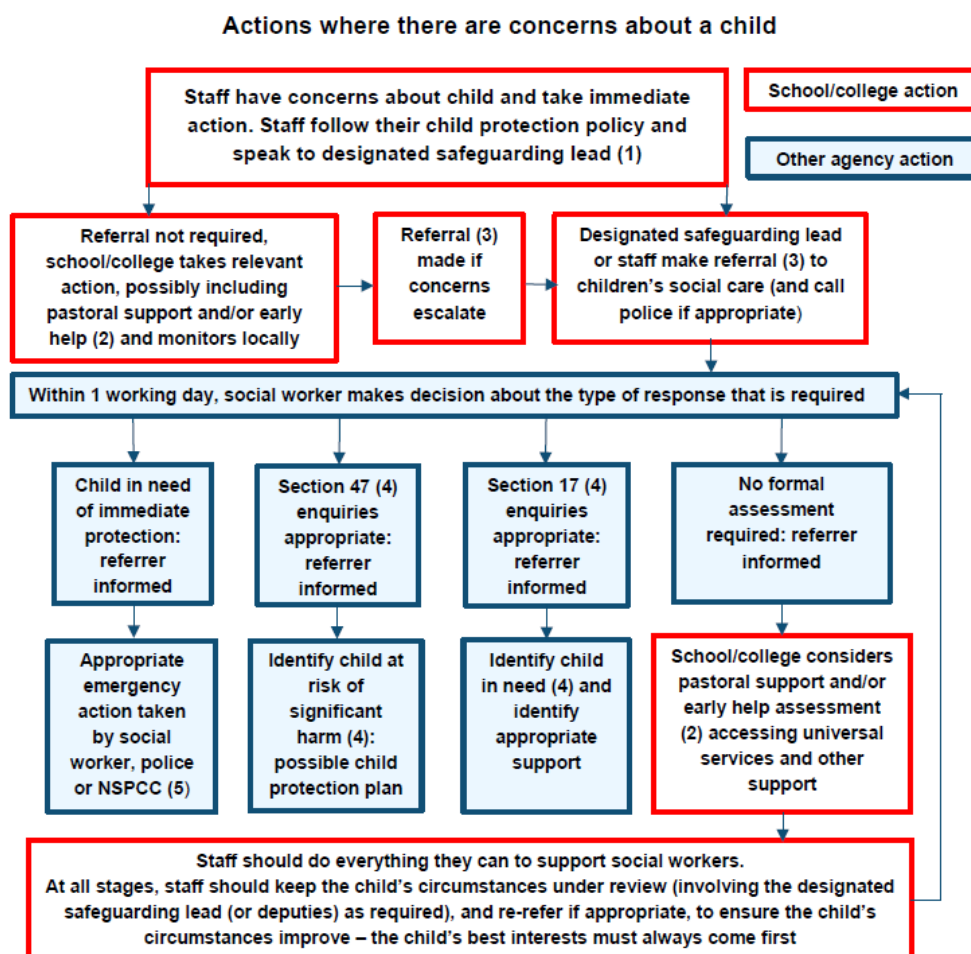 Actions where there are concerns about a child
Staff have concerns about child and take immediate
action. Staff follow their child protection policy and
speak to designated safeguarding lead (1)
School/college action
Other agency action
Referral not required,
school/college takes relevant
action, possibly including
pastoral support and/or early
help (2) and monitors locally
Referral (3)
made if
concerns
escalate
Designated safeguarding lead
or staff make referral (3) to
children’s social care (and call
police if appropriate)
Within 1 working day, social worker makes decision about the type of response that is required
Child in need
of immediate
protection:
referrer
informed
Section 47 (4)
enquiries
appropriate:
referrer
informed
Section 17 (4)
enquiries
appropriate:
referrer
informed
No formal
assessment
required: referrer
informed
Appropriate
emergency
action taken
by social
worker, police
or NSPCC (5)
Identify child at
risk of
significant
harm (4):
possible child
protection plan
Identify child
in need (4) and
identify
appropriate
support
School/college considers
pastoral support and/or
early help assessment
(2) accessing universal
services and other
support
Staff should do everything they can to support social workers.
At all stages, staff should keep the child’s circumstances under review (involving the designated
safeguarding lead (or deputies) as required), and re-refer if appropriate, to ensure the child’s
circumstances improve – the child’s best interests must always come first